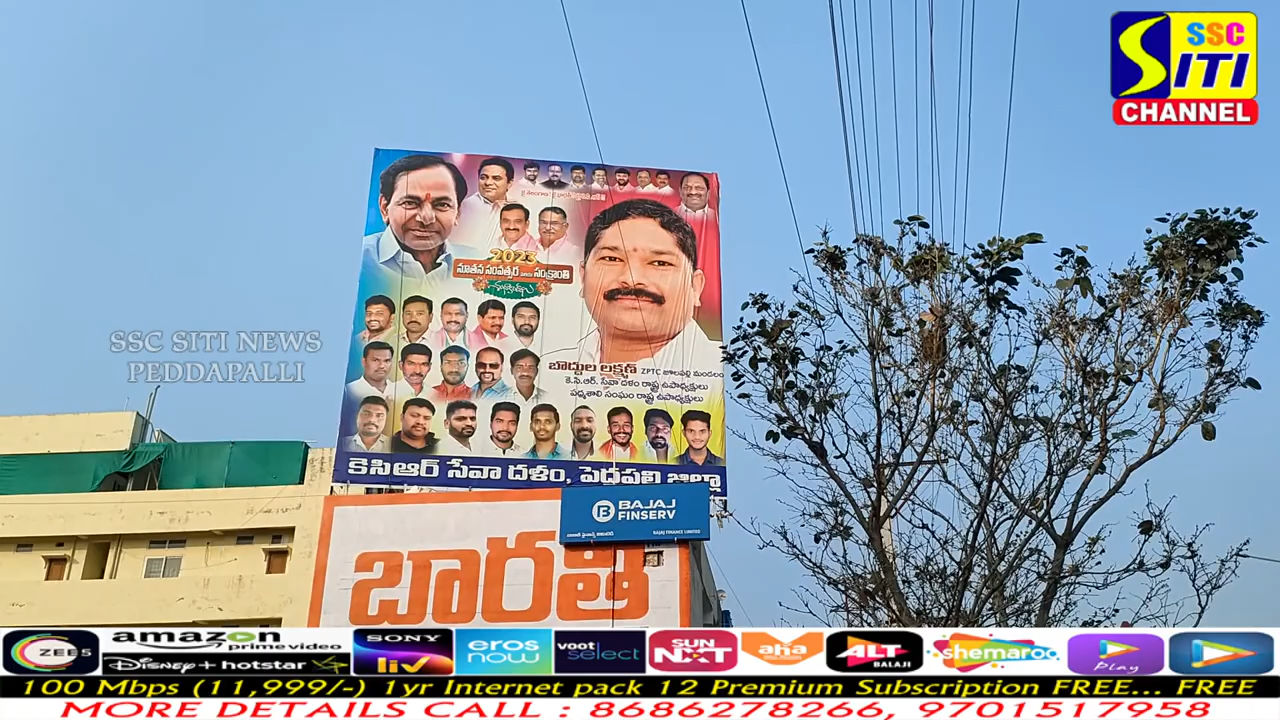 SSC
SITI
CHANNEL
2023
నూతన సంవత్సర మరియు సంక్రాంతి
శుభాకాంక్షలు
SSC SITI NEWS
PEDDAPALLI
బొద్దుల లక్ష్మణ్ ZPTC జూలపల్లి మండలం
కె.సి.ఆర్. సేవా దళం రాష్ట్ర ఉపాధ్యక్షులు
పద్మశాలి సంఘం రాష్ట్ర ఉపాధ్యక్షులు
కెసిఆర్ సేవా దళం, పెద్దపల్లి జిల్లా
BAJAJ
FINSERV
BAJAJ FINANCE LIMITED
భారతి
ZEE5
amazon
prime video
Disney+ hotstar
SONY
liv
eros
now
voot
select
SUN
NXT
aha
ALT
BALAJI
shemaroo
Play
100 Mbps (11,999/-) 1yr Internet pack 12 Premium Subscription FREE... FREE
MORE DETAILS CALL : 8686278266, 9701517958